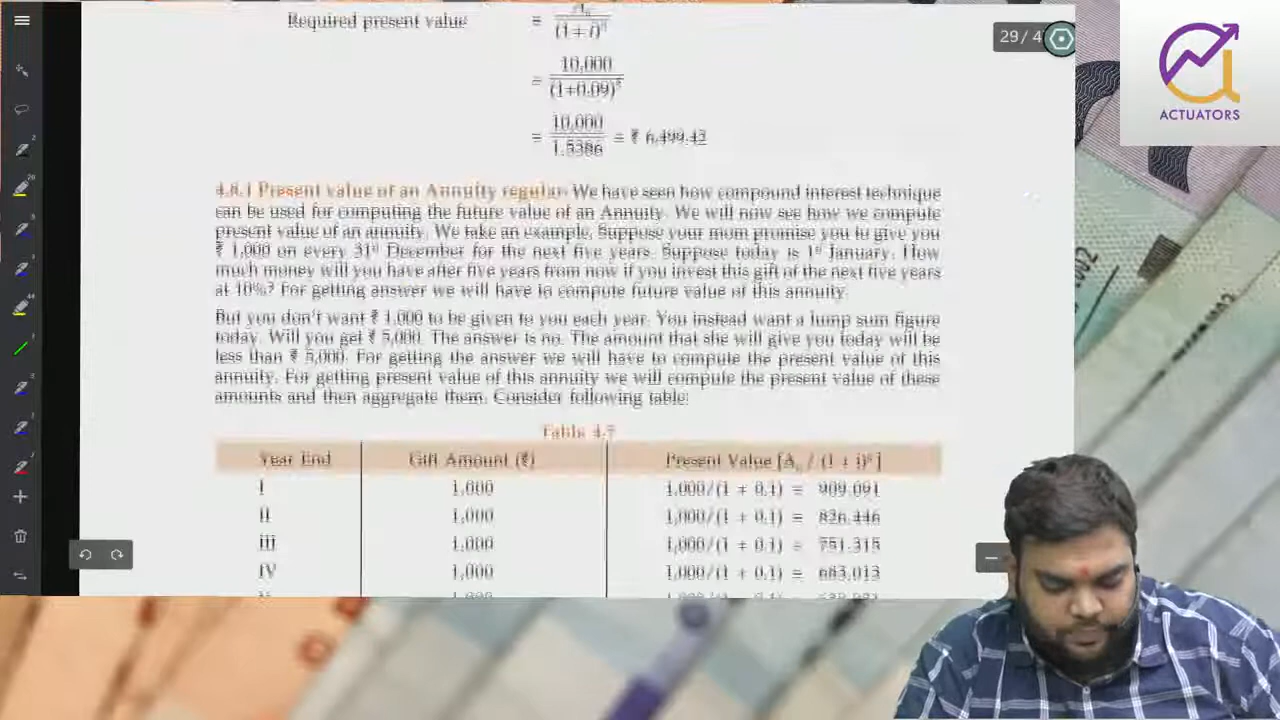 Required present value = Aₙ / (1 + i)ⁿ
29 / 4
= 10,000 / (1+0.09)⁵
= 10,000 / 1.5386 = ₹ 6,499.42
ACTUATORS
4.8.1 Present value of an Annuity regular: We have seen how compound interest technique
can be used for computing the future value of an Annuity. We will now see how we compute
present value of an annuity. We take an example, Suppose your mom promise you to give you
₹ 1,000 on every 31st December for the next five years. Suppose today is 1st January. How
much money will you have after five years from now if you invest this gift of the next five years
at 10%? For getting answer we will have to compute future value of this annuity.
But you don't want ₹ 1,000 to be given to you each year. You instead want a lump sum figure
today. Will you get ₹ 5,000. The answer is no. The amount that she will give you today will be
less than ₹ 5,000. For getting the answer we will have to compute the present value of this
annuity. For getting present value of this annuity we will compute the present value of these
amounts and then aggregate them. Consider following table:
Table 4.7
Year End Gift Amount (₹) Present Value [Aₙ / (1 + i)ⁿ]
I 1,000 1,000/(1 + 0.1) = 909.091
II 1,000 1,000/(1 + 0.1) = 826.446
III 1,000 1,000/(1 + 0.1) = 751.315
IV 1,000 1,000/(1 + 0.1) = 683.013